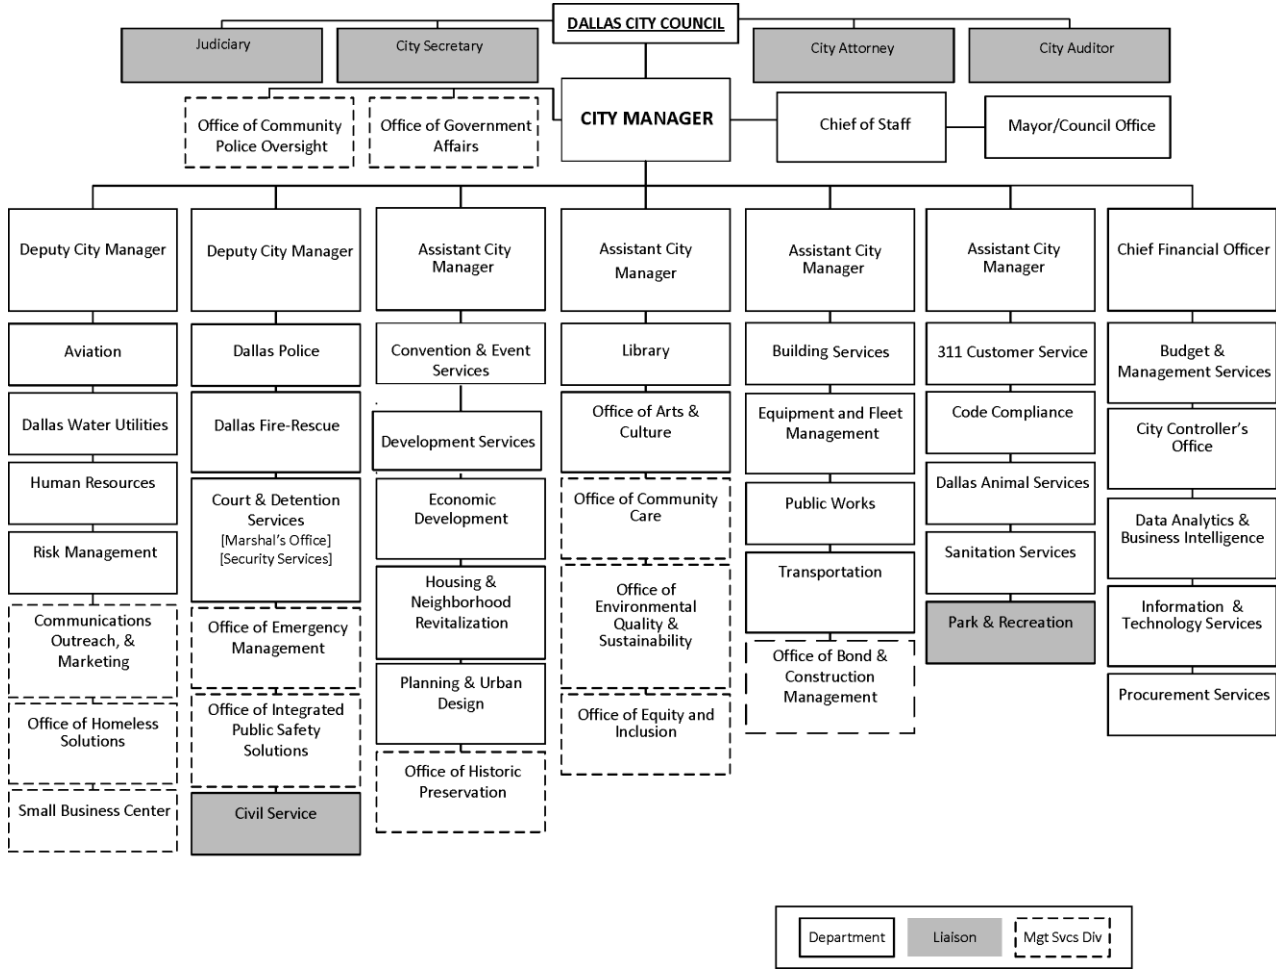 DALLAS CITY COUNCIL
Judiciary
City Secretary
City Attorney
City Auditor
Office of Community
Police Oversight
Office of Government
Affairs
CITY MANAGER
Chief of Staff
Mayor/Council Office
Deputy City Manager
Aviation
Dallas Water Utilities
Human Resources
Risk Management
Communications
Outreach, &
Marketing
Office of Homeless
Solutions
Small Business Center
Deputy City Manager
Dallas Police
Dallas Fire-Rescue
Court & Detention
Services
[Marshal's Office]
[Security Services]
Office of Emergency
Management
Office of Integrated
Public Safety
Solutions
Civil Service
Assistant City
Manager
Convention & Event
Services
Development Services
Economic
Development
Housing &
Neighborhood
Revitalization
Planning & Urban
Design
Office of Historic
Preservation
Assistant City
Manager
Library
Office of Arts &
Culture
Office of Community
Care
Office of
Environmental
Quality &
Sustainability
Office of Equity and
Inclusion
Assistant City
Manager
Building Services
Equipment and Fleet
Management
Public Works
Transportation
Office of Bond &
Construction
Management
Assistant City
Manager
311 Customer Service
Code Compliance
Dallas Animal Services
Sanitation Services
Park & Recreation
Chief Financial Officer
Budget &
Management Services
City Controller's
Office
Data Analytics &
Business Intelligence
Information &
Technology Services
Procurement Services
Department
Liaison
Mgt Svcs Div